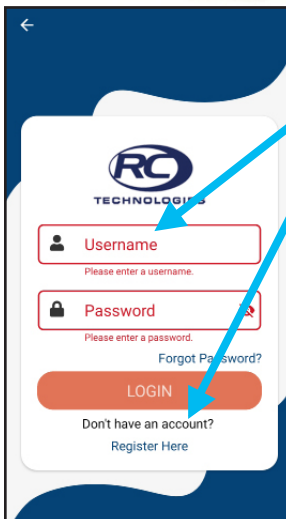 RC
TECHNOLOGIES
Username
Please enter a username.
Password
Please enter a password.
Forgot Password?
LOGIN
Don't have an account?
Register Here